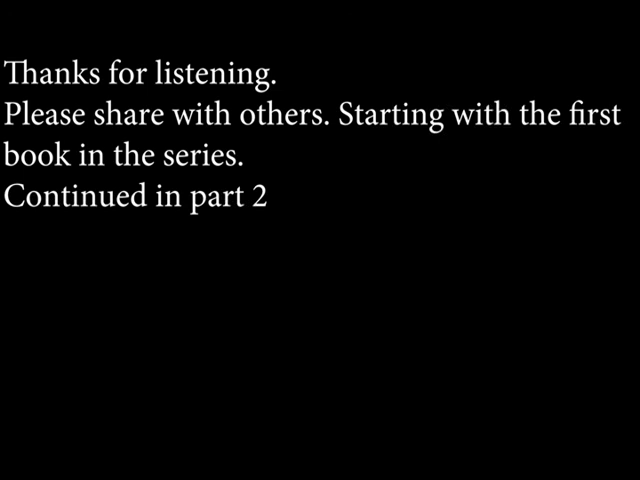 Thanks for listening.
Please share with others. Starting with the first
book in the series.
Continued in part 2